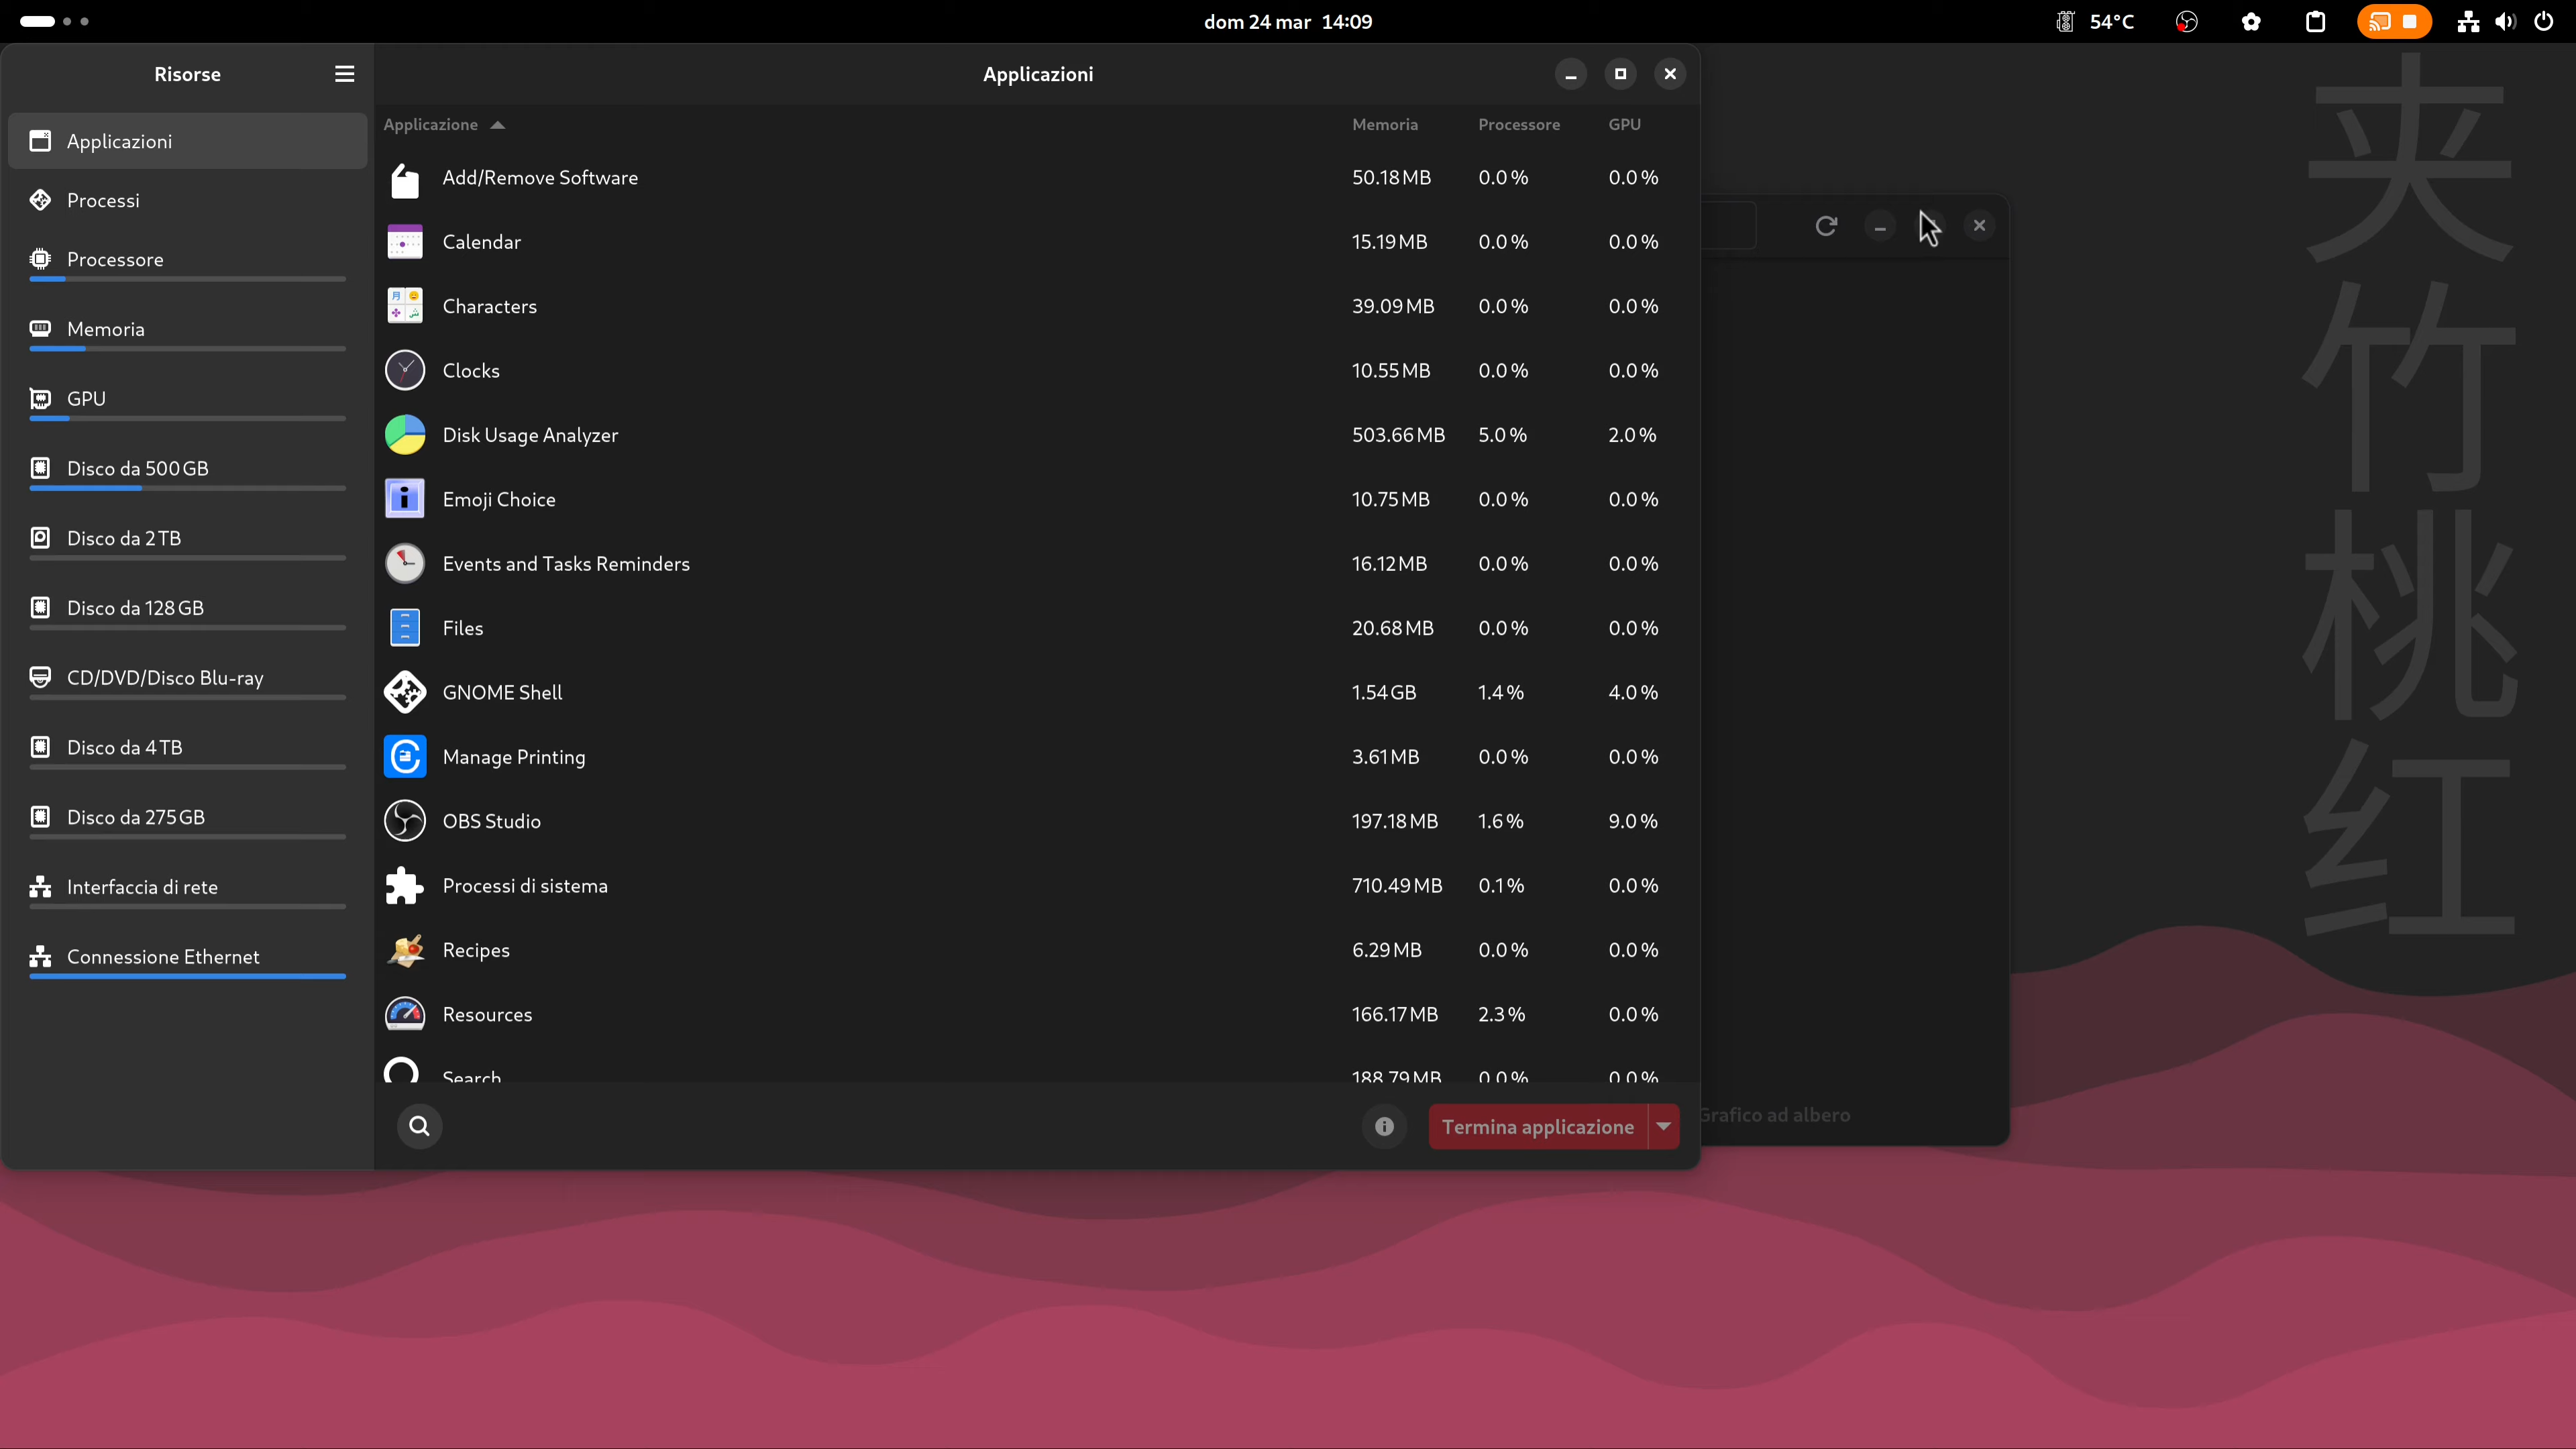 dom 24 mar 14:09
54°C
Risorse
Applicazioni
Applicazioni
Processi
Processore
Memoria
GPU
Disco da 500 GB
Disco da 2 TB
Disco da 128 GB
CD/DVD/Disco Blu-ray
Disco da 4 TB
Disco da 275 GB
Interfaccia di rete
Connessione Ethernet
Applicazione Memoria Processore GPU
Add/Remove Software 50.18 MB 0.0 % 0.0 %
Calendar 15.19 MB 0.0 % 0.0 %
Characters 39.09 MB 0.0 % 0.0 %
Clocks 10.55 MB 0.0 % 0.0 %
Disk Usage Analyzer 503.66 MB 5.0 % 2.0 %
Emoji Choice 10.75 MB 0.0 % 0.0 %
Events and Tasks Reminders 16.12 MB 0.0 % 0.0 %
Files 20.68 MB 0.0 % 0.0 %
GNOME Shell 1.54 GB 1.4 % 4.0 %
Manage Printing 3.61 MB 0.0 % 0.0 %
OBS Studio 197.18 MB 1.6 % 9.0 %
Processi di sistema 710.49 MB 0.1 % 0.0 %
Recipes 6.29 MB 0.0 % 0.0 %
Resources 166.17 MB 2.3 % 0.0 %
Search 188.79 MB 0.0 % 0.0 %
Termina applicazione
Grafico ad albero
夹竹桃红